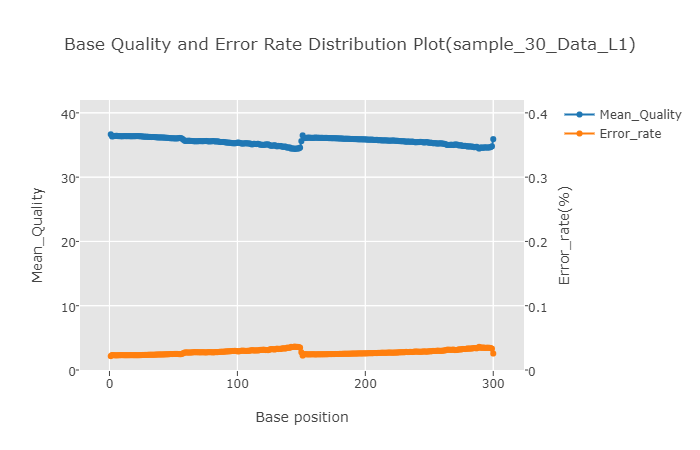 Base Quality and Error Rate Distribution Plot(sample_30_Data_L1)
Mean_Quality
Error_rate
40
30
20
10
0
0.4
0.3
0.2
0.1
0
0
100
200
300
Mean_Quality
Error_rate(%)
Base position